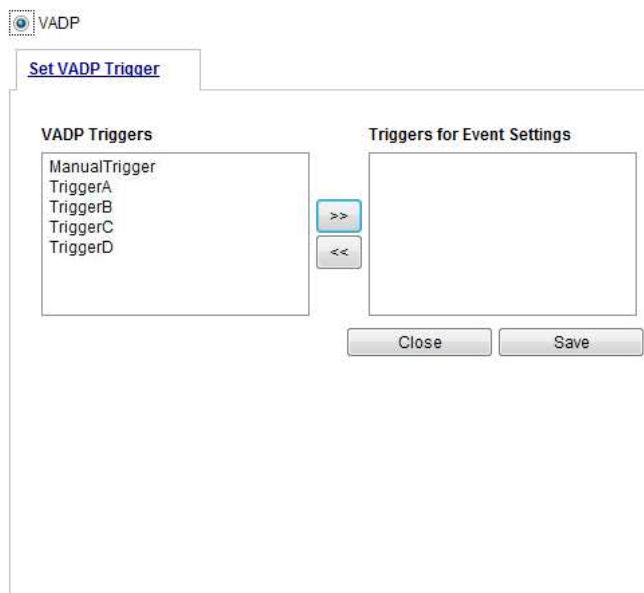 VADP
Set VADP Trigger
VADP Triggers
Triggers for Event Settings
ManualTrigger
TriggerA
TriggerB
TriggerC
TriggerD
>>
<<
Close
Save